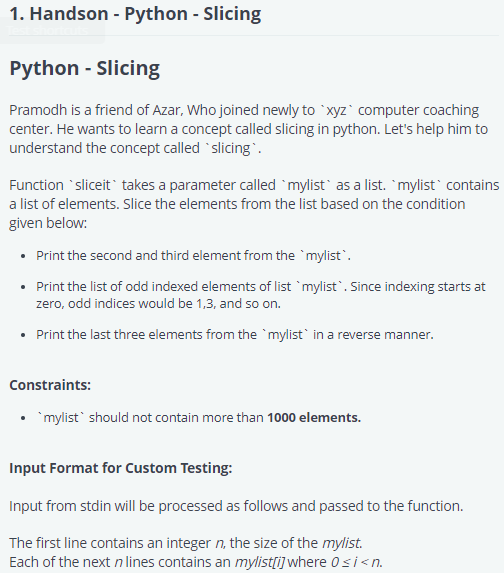 1. Handson - Python - Slicing
Python - Slicing
Pramodh is a friend of Azar, Who joined newly to `xyz` computer coaching
center. He wants to learn a concept called slicing in python. Let's help him to
understand the concept called `slicing`.
Function `sliceit` takes a parameter called `mylist` as a list. `mylist` contains
a list of elements. Slice the elements from the list based on the condition
given below:
• Print the second and third element from the `mylist`.
• Print the list of odd indexed elements of list `mylist`. Since indexing starts at
zero, odd indices would be 1,3, and so on.
• Print the last three elements from the `mylist` in a reverse manner.
Constraints:
• `mylist` should not contain more than 1000 elements.
Input Format for Custom Testing:
Input from stdin will be processed as follows and passed to the function.
The first line contains an integer n, the size of the mylist.
Each of the next n lines contains an mylist[i] where 0 ≤ i < n.